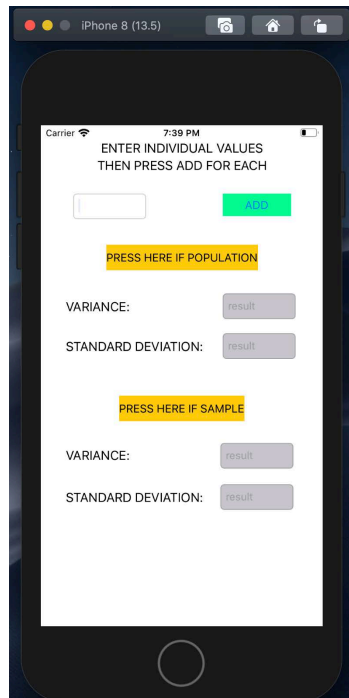 iPhone 8 (13.5)
Carrier 7:39 PM
ENTER INDIVIDUAL VALUES
THEN PRESS ADD FOR EACH
ADD
PRESS HERE IF POPULATION
VARIANCE: result
STANDARD DEVIATION: result
PRESS HERE IF SAMPLE
VARIANCE: result
STANDARD DEVIATION: result